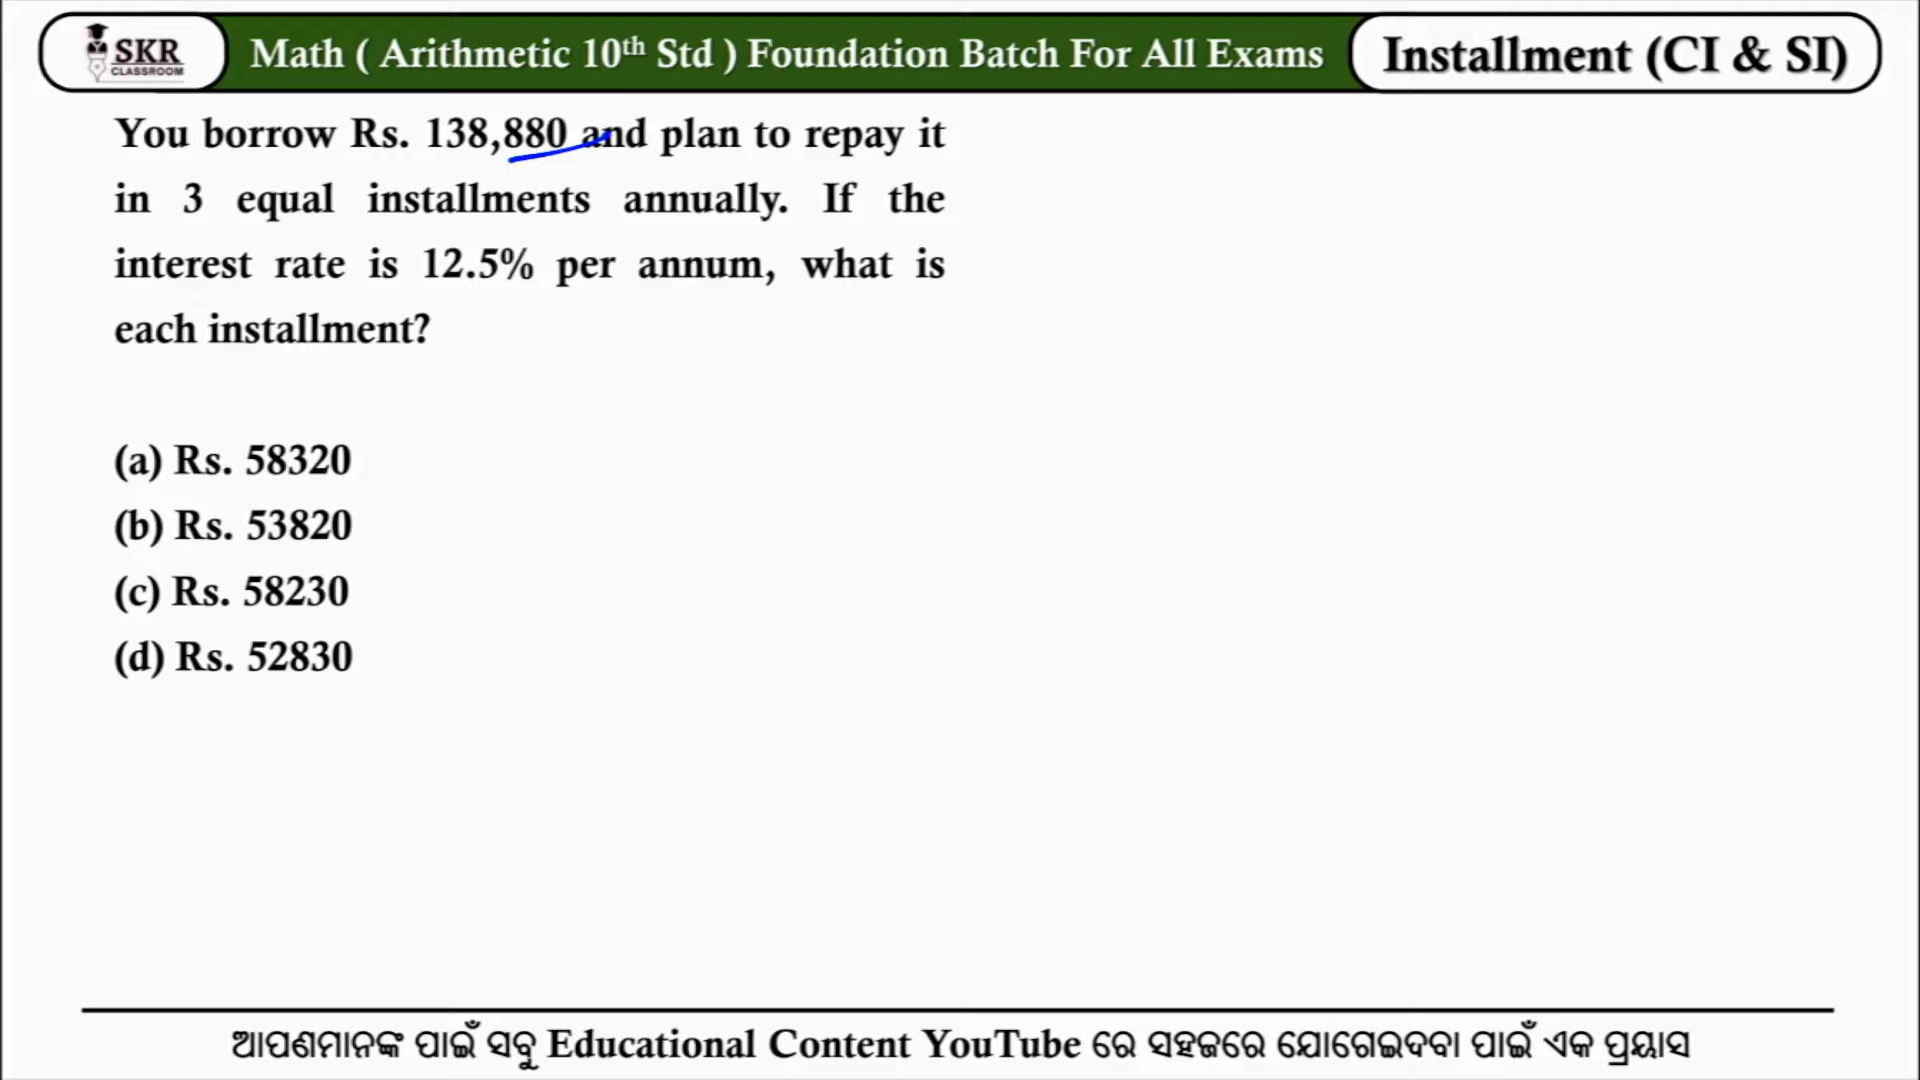 SKR
CLASSROOM
Math ( Arithmetic 10th Std ) Foundation Batch For All Exams
Installment (CI & SI)
You borrow Rs. 138,880 and plan to repay it
in 3 equal installments annually. If the
interest rate is 12.5% per annum, what is
each installment?
(a) Rs. 58320
(b) Rs. 53820
(c) Rs. 58230
(d) Rs. 52830
ଆପଣମାନଙ୍କ ପାଇଁ ସବୁ Educational Content YouTube ରେ ସହଜରେ ଯୋଗେଇଦବା ପାଇଁ ଏକ ପ୍ରୟାସ